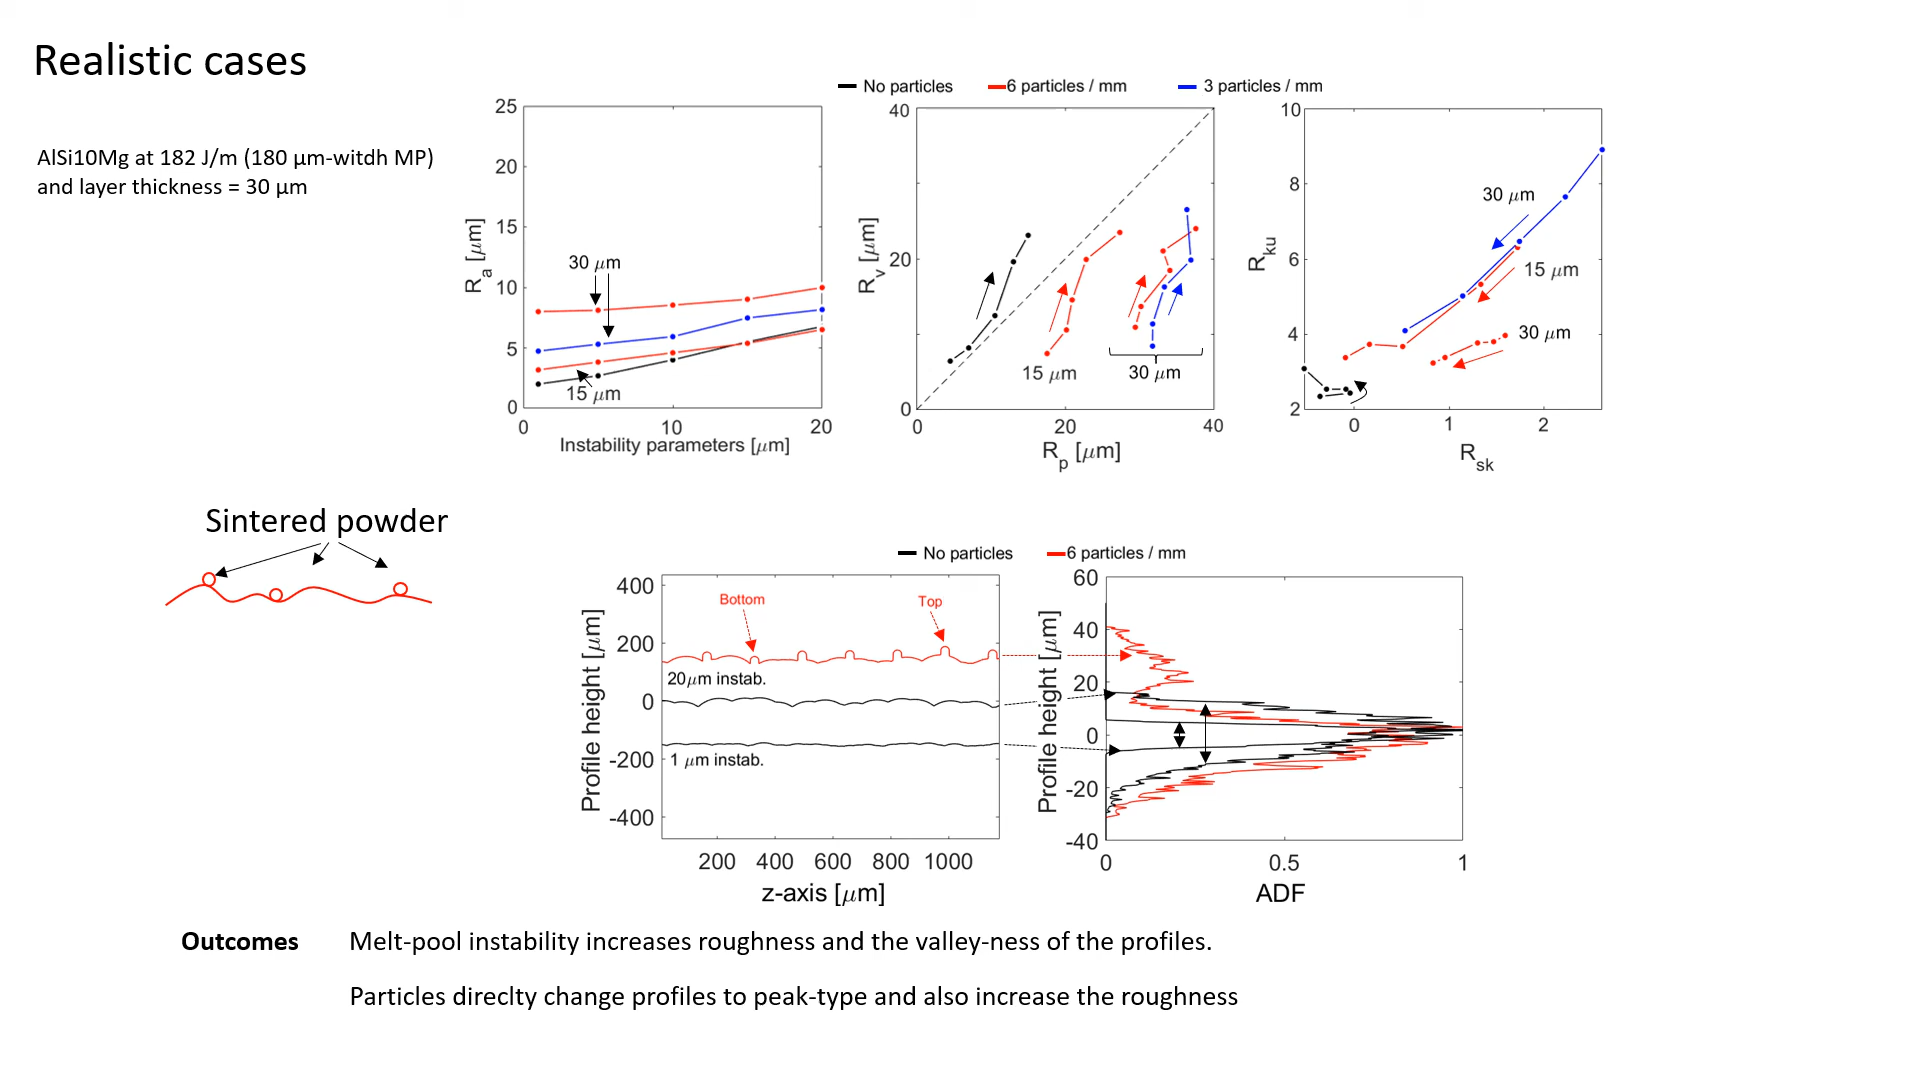 Realistic cases
AlSi10Mg at 182 J/m (180 μm-witdh MP)
and layer thickness = 30 μm
No particles
6 particles / mm
3 particles / mm
25
20
15
10
5
0
R_a [μm]
30 μm
15 μm
0
10
20
Instability parameters [μm]
40
20
0
R_v [μm]
15 μm
30 μm
0
20
40
R_p [μm]
10
8
6
4
2
R_ku
30 μm
15 μm
30 μm
0
1
2
R_sk
Sintered powder
No particles
6 particles / mm
400
200
0
-200
-400
Profile height [μm]
Bottom
Top
20μm instab.
1 μm instab.
200
400
600
800
1000
z-axis [μm]
60
40
20
0
-20
-40
Profile height [μm]
0
0.5
1
ADF
Outcomes
Melt-pool instability increases roughness and the valley-ness of the profiles.
Particles direclty change profiles to peak-type and also increase the roughness